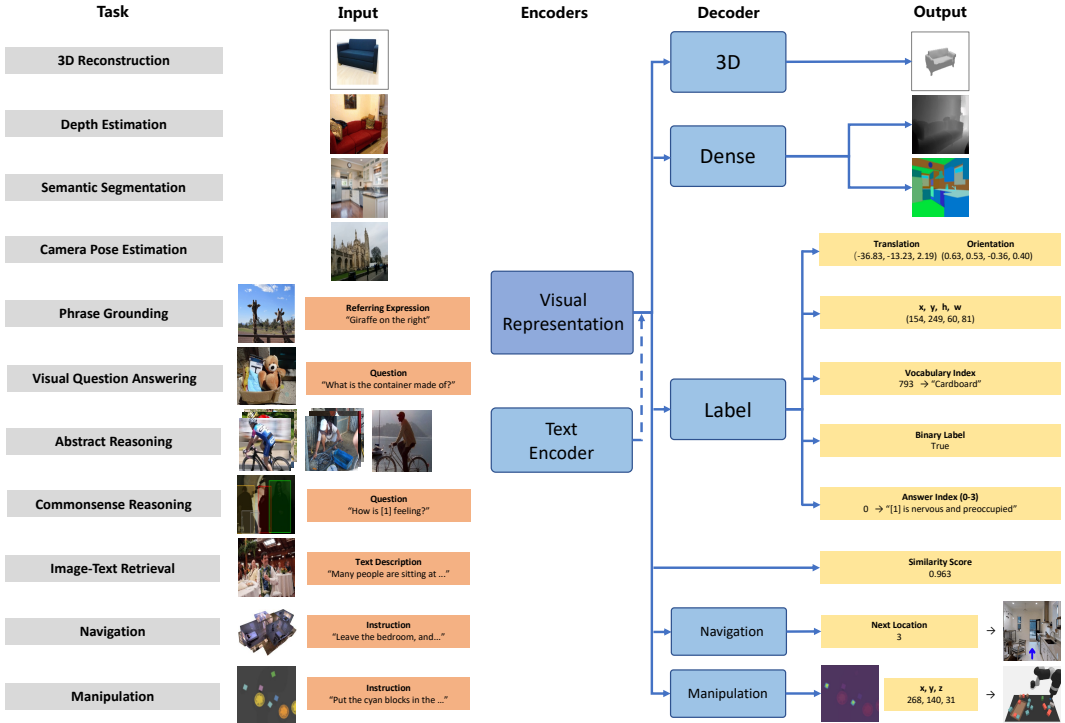 Task Input Encoders Decoder Output
3D Reconstruction
3D
Depth Estimation
Dense
Semantic Segmentation
Camera Pose Estimation
Translation Orientation
(-36.83, -13.23, 2.19) (0.63, 0.53, -0.36, 0.40)
Phrase Grounding
Referring Expression
“Giraffe on the right”
Visual
Representation
x, y, h, w
(154, 249, 60, 81)
Visual Question Answering
Question
“What is the container made of?”
Vocabulary Index
793 → “Cardboard”
Abstract Reasoning
Text
Encoder
Label
Binary Label
True
Commonsense Reasoning
Question
“How is [1] feeling?”
Answer Index (0-3)
0 → “[1] is nervous and preoccupied”
Image-Text Retrieval
Text Description
“Many people are sitting at ...”
Similarity Score
0.963
Navigation
Instruction
“Leave the bedroom, and...”
Navigation
Next Location
3
→
Manipulation
Instruction
“Put the cyan blocks in the ...”
Manipulation
x, y, z
268, 140, 31
→